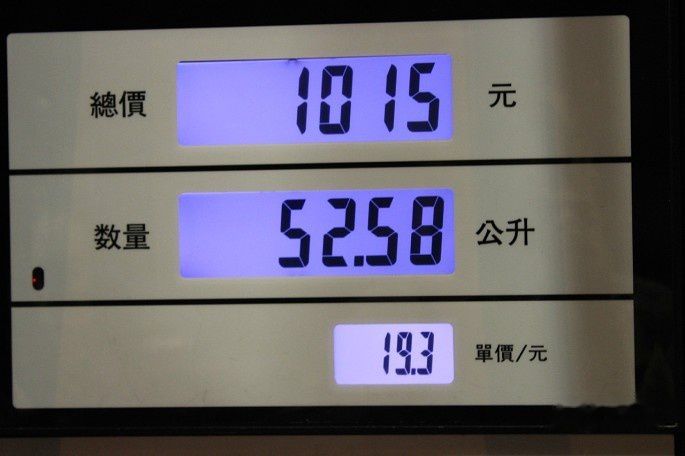 總價 1015 元
数量 52.58 公升
19.3 單價/元